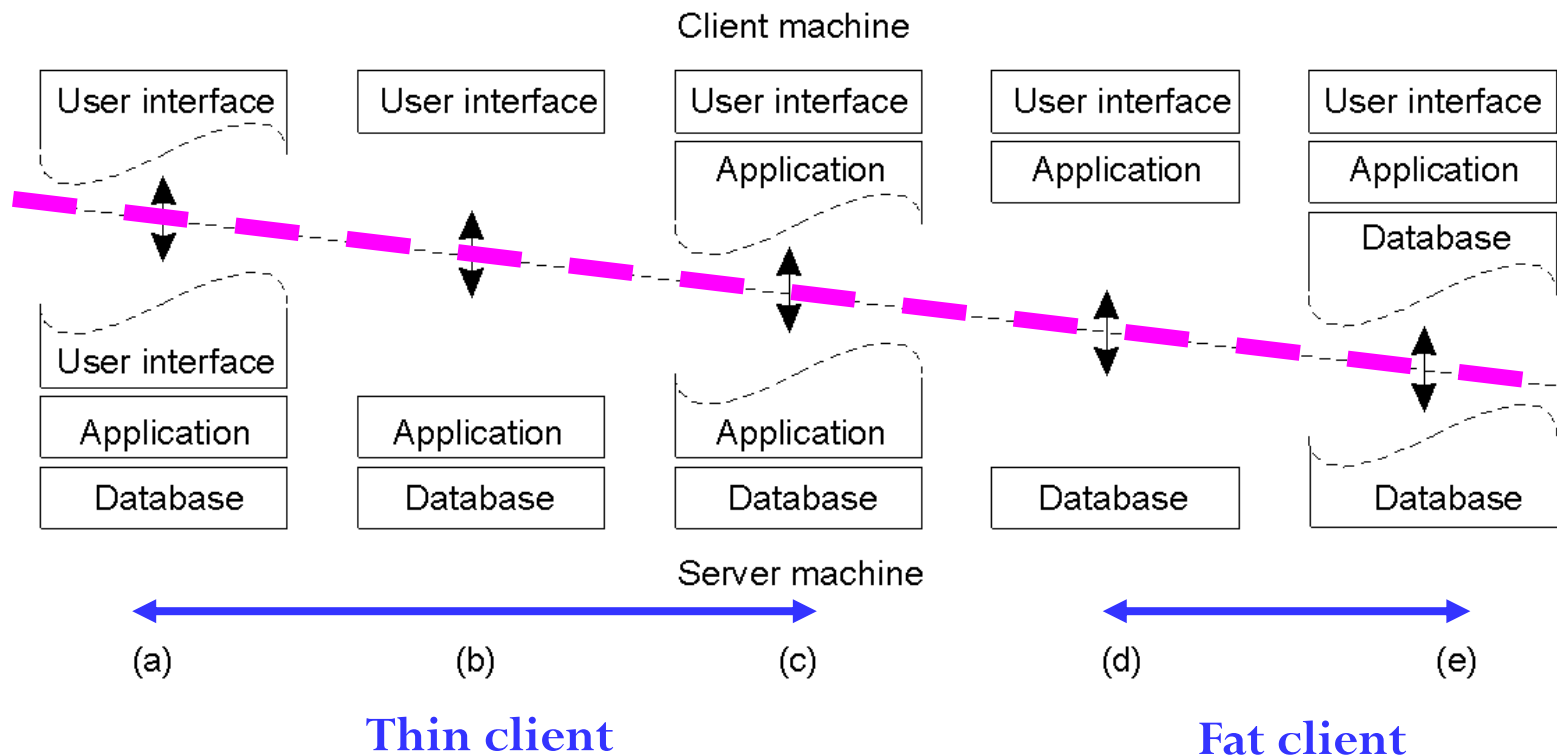 Client machine
User interface User interface User interface User interface User interface
Application Application Application
Database
User interface
Application Application Application
Database Database Database Database Database
Server machine
(a) (b) (c) (d) (e)
Thin client Fat client